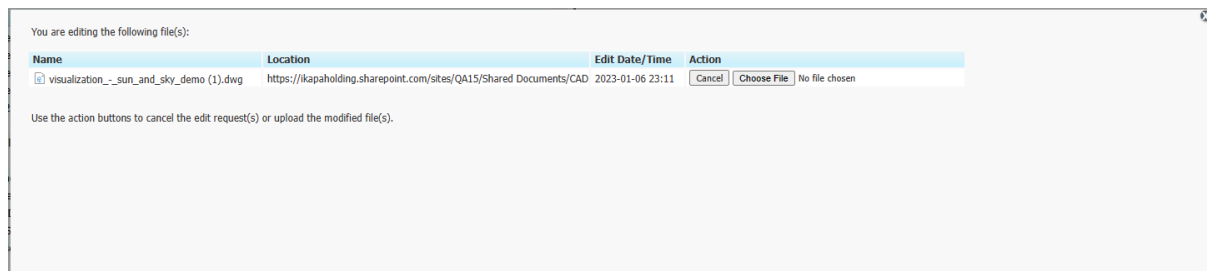 You are editing the following file(s):
Name Location Edit Date/Time Action
visualization_-_sun_and_sky_demo (1).dwg https://ikapaholding.sharepoint.com/sites/QA15/Shared Documents/CAD 2023-01-06 23:11 Cancel Choose File No file chosen
Use the action buttons to cancel the edit request(s) or upload the modified file(s).